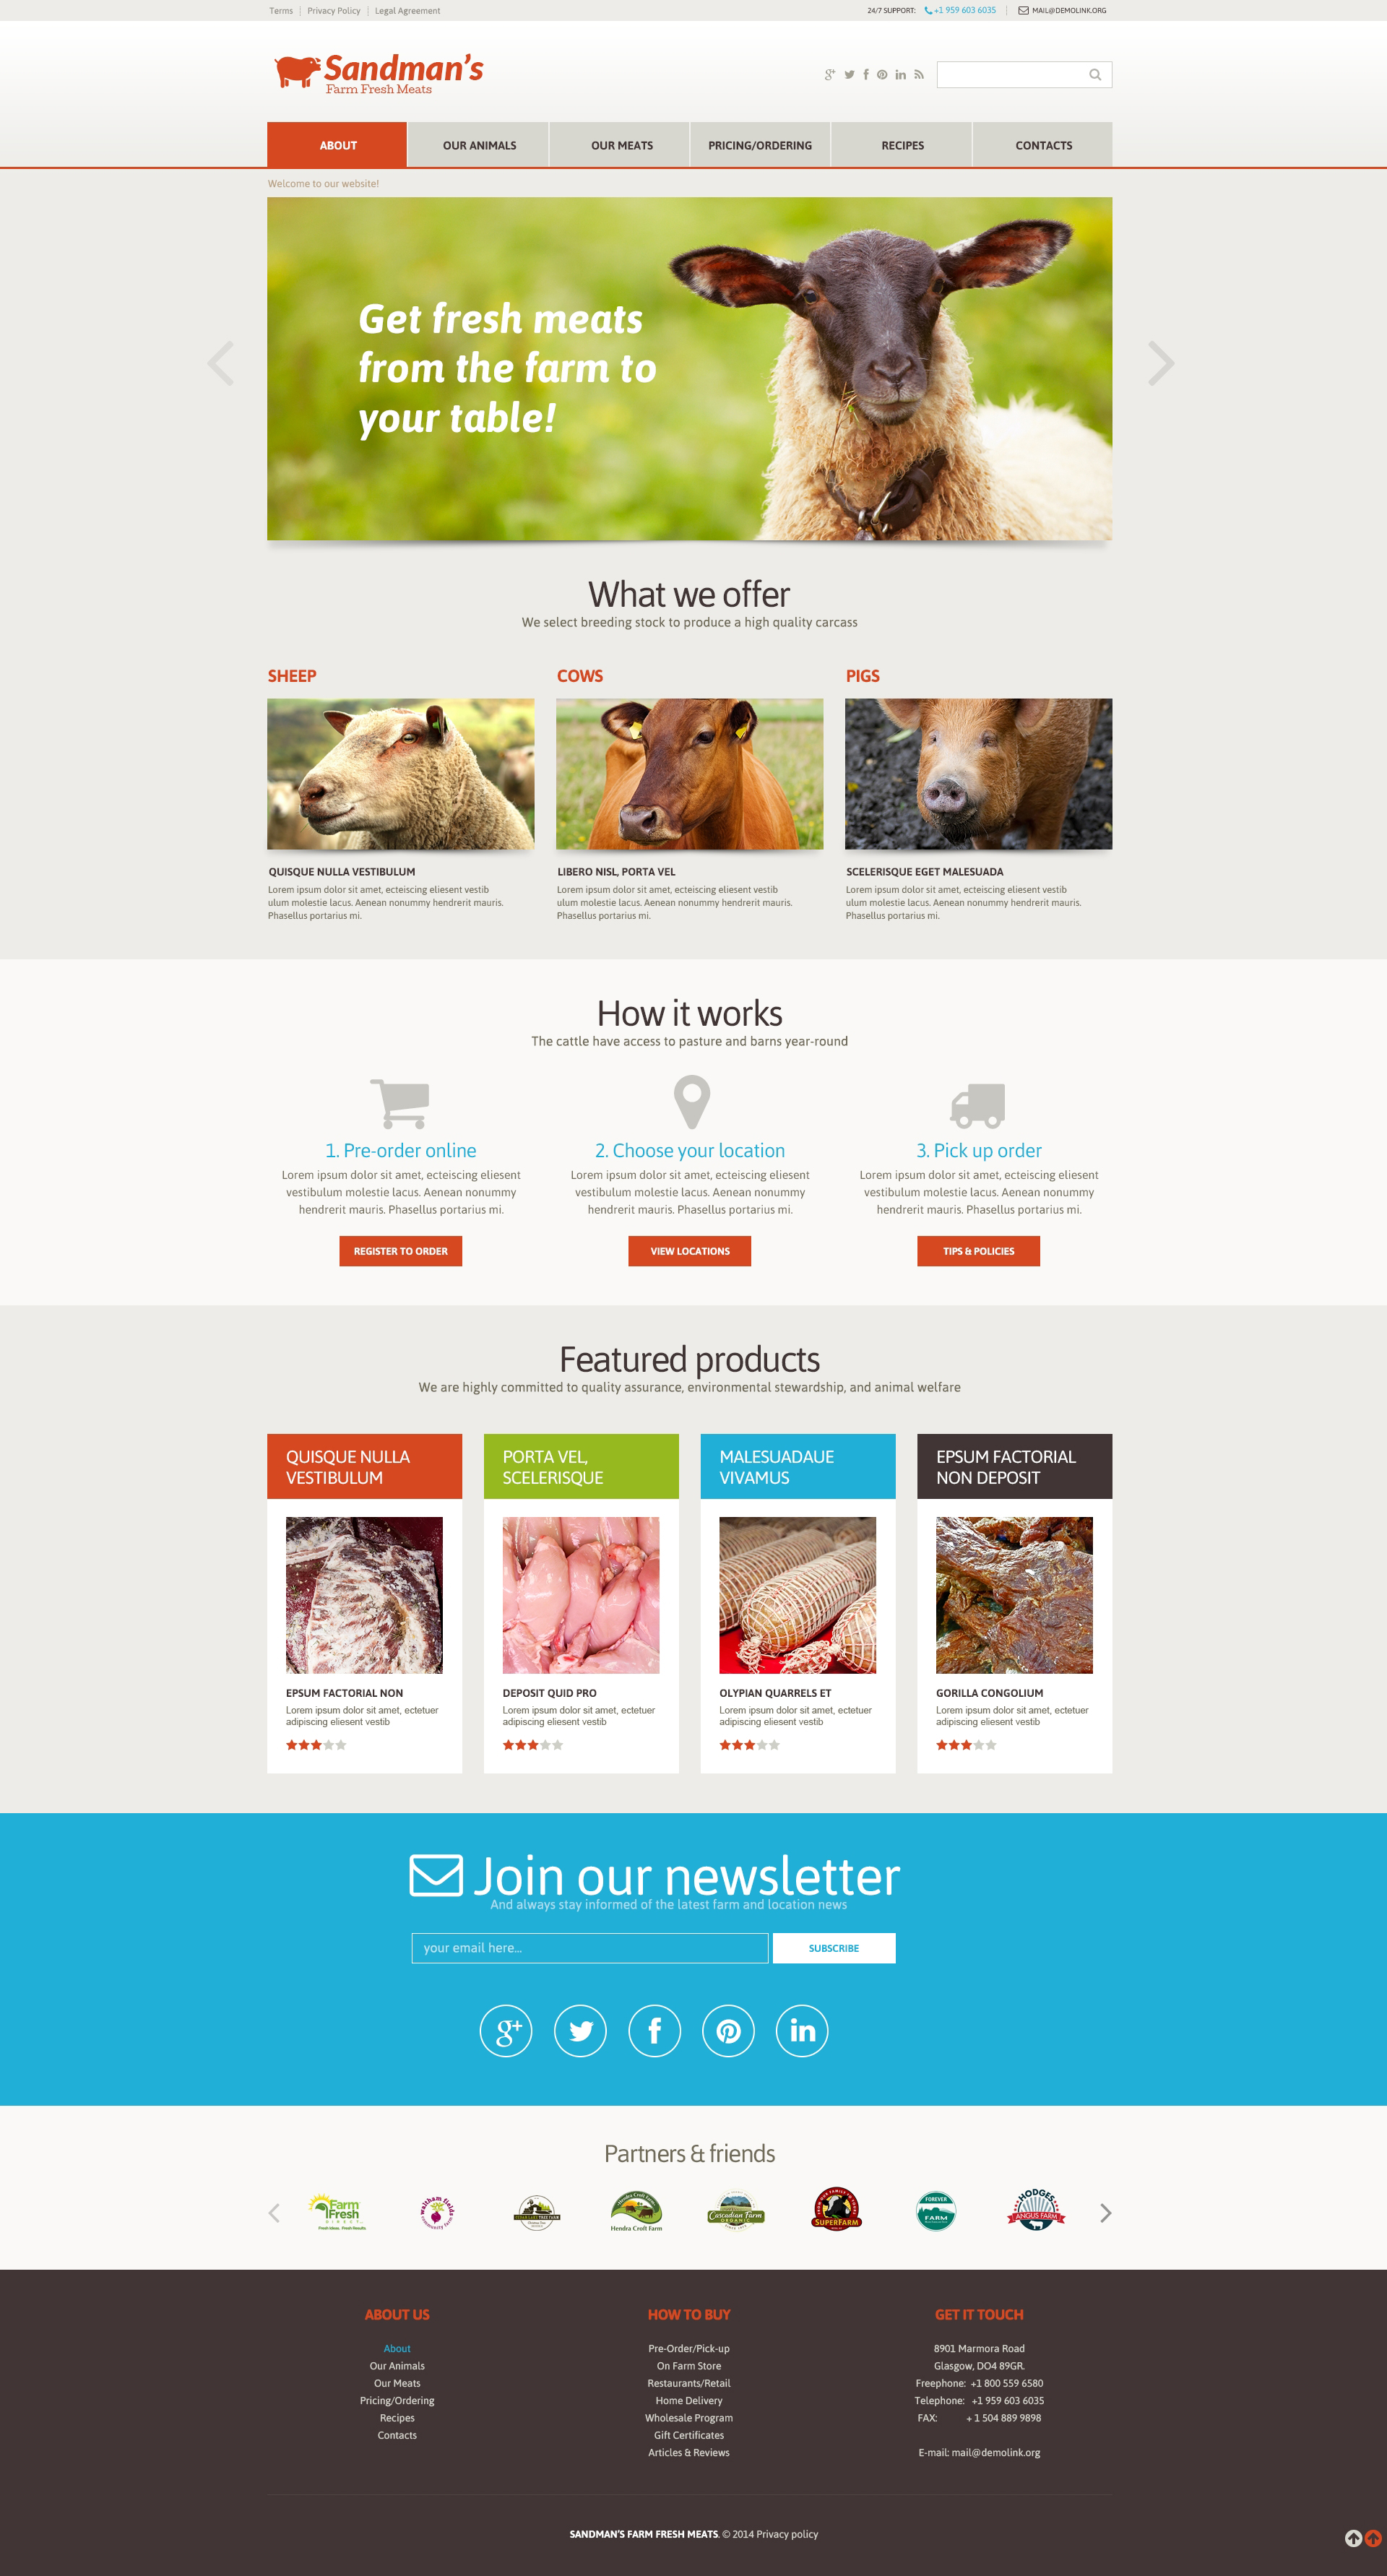 Terms
Privacy Policy
Legal Agreement
24/7 SUPPORT:
+1 959 603 6035
MAIL@DEMOLINK.ORG
Sandman's
Farm Fresh Meats
ABOUT
OUR ANIMALS
OUR MEATS
PRICING/ORDERING
RECIPES
CONTACTS
Welcome to our website!
Get fresh meats
from the farm to
your table!
What we offer
We select breeding stock to produce a high quality carcass
SHEEP
QUISQUE NULLA VESTIBULUM
Lorem ipsum dolor sit amet, ecteiscing eliesent vestib
ulum molestie lacus. Aenean nonummy hendrerit mauris.
Phasellus portarius mi.
COWS
LIBERO NISL, PORTA VEL
Lorem ipsum dolor sit amet, ecteiscing eliesent vestib
ulum molestie lacus. Aenean nonummy hendrerit mauris.
Phasellus portarius mi.
PIGS
SCELERISQUE EGET MALESUADA
Lorem ipsum dolor sit amet, ecteiscing eliesent vestib
ulum molestie lacus. Aenean nonummy hendrerit mauris.
Phasellus portarius mi.
How it works
The cattle have access to pasture and barns year-round
1. Pre-order online
Lorem ipsum dolor sit amet, ecteiscing eliesent
vestibulum molestie lacus. Aenean nonummy
hendrerit mauris. Phasellus portarius mi.
REGISTER TO ORDER
2. Choose your location
Lorem ipsum dolor sit amet, ecteiscing eliesent
vestibulum molestie lacus. Aenean nonummy
hendrerit mauris. Phasellus portarius mi.
VIEW LOCATIONS
3. Pick up order
Lorem ipsum dolor sit amet, ecteiscing eliesent
vestibulum molestie lacus. Aenean nonummy
hendrerit mauris. Phasellus portarius mi.
TIPS & POLICIES
Featured products
We are highly committed to quality assurance, environmental stewardship, and animal welfare
QUISQUE NULLA
VESTIBULUM
EPSUM FACTORIAL NON
Lorem ipsum dolor sit amet, ectetuer
adipiscing eliesent vestib
PORTA VEL,
SCELERISQUE
DEPOSIT QUID PRO
Lorem ipsum dolor sit amet, ectetuer
adipiscing eliesent vestib
MALESUADAUE
VIVAMUS
OLYPIAN QUARRELS ET
Lorem ipsum dolor sit amet, ectetuer
adipiscing eliesent vestib
EPSUM FACTORIAL
NON DEPOSIT
GORILLA CONGOLIUM
Lorem ipsum dolor sit amet, ectetuer
adipiscing eliesent vestib
Join our newsletter
And always stay informed of the latest farm and location news
your email here...
SUBSCRIBE
Partners & friends
Farm
Fresh
DIRECT
Fresh Ideas. Fresh Results.
waltham fields
community farm
Hendra Croft Farm
Hendra Croft Farm
Cascadian Farm
ORGANIC
SUPERFARM
FOREVER
FARM
HODGES
ANGUS FARM
ABOUT US
About
Our Animals
Our Meats
Pricing/Ordering
Recipes
Contacts
HOW TO BUY
Pre-Order/Pick-up
On Farm Store
Restaurants/Retail
Home Delivery
Wholesale Program
Gift Certificates
Articles & Reviews
GET IT TOUCH
8901 Marmora Road
Glasgow, DO4 89GR.
Freephone: +1 800 559 6580
Telephone: +1 959 603 6035
FAX: + 1 504 889 9898
E-mail: mail@demolink.org
SANDMAN'S FARM FRESH MEATS. © 2014 Privacy policy